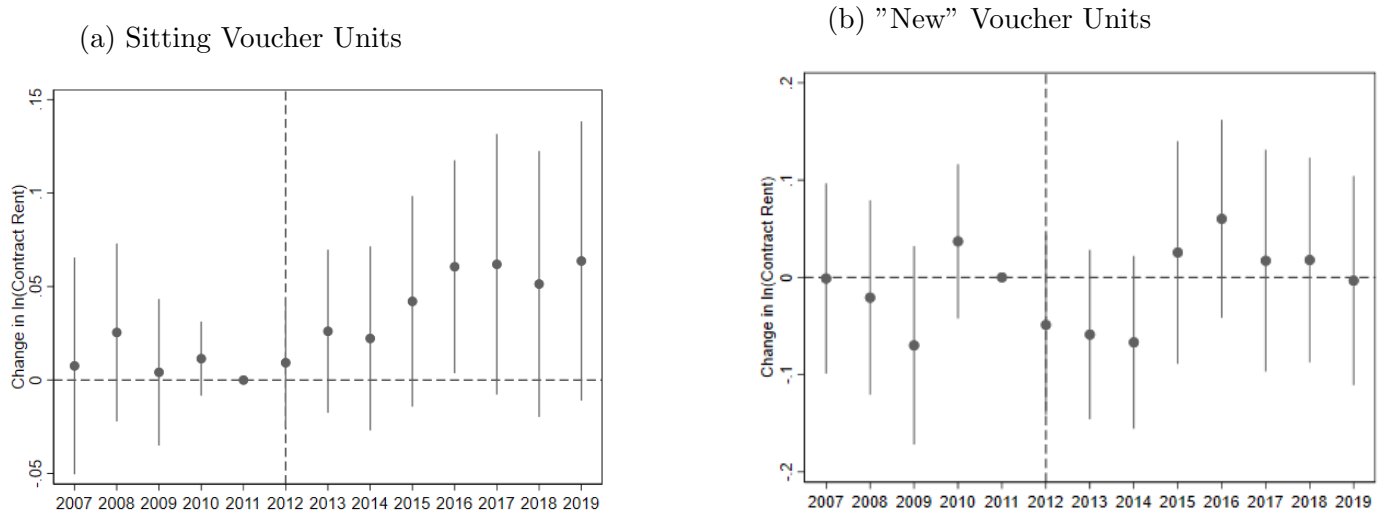 (a) Sitting Voucher Units
Change in ln(Contract Rent)
.15
.1
.05
0
-.05
2007 2008 2009 2010 2011 2012 2013 2014 2015 2016 2017 2018 2019
(b) ”New” Voucher Units
Change in ln(Contract Rent)
.2
.1
0
-.1
-.2
2007 2008 2009 2010 2011 2012 2013 2014 2015 2016 2017 2018 2019